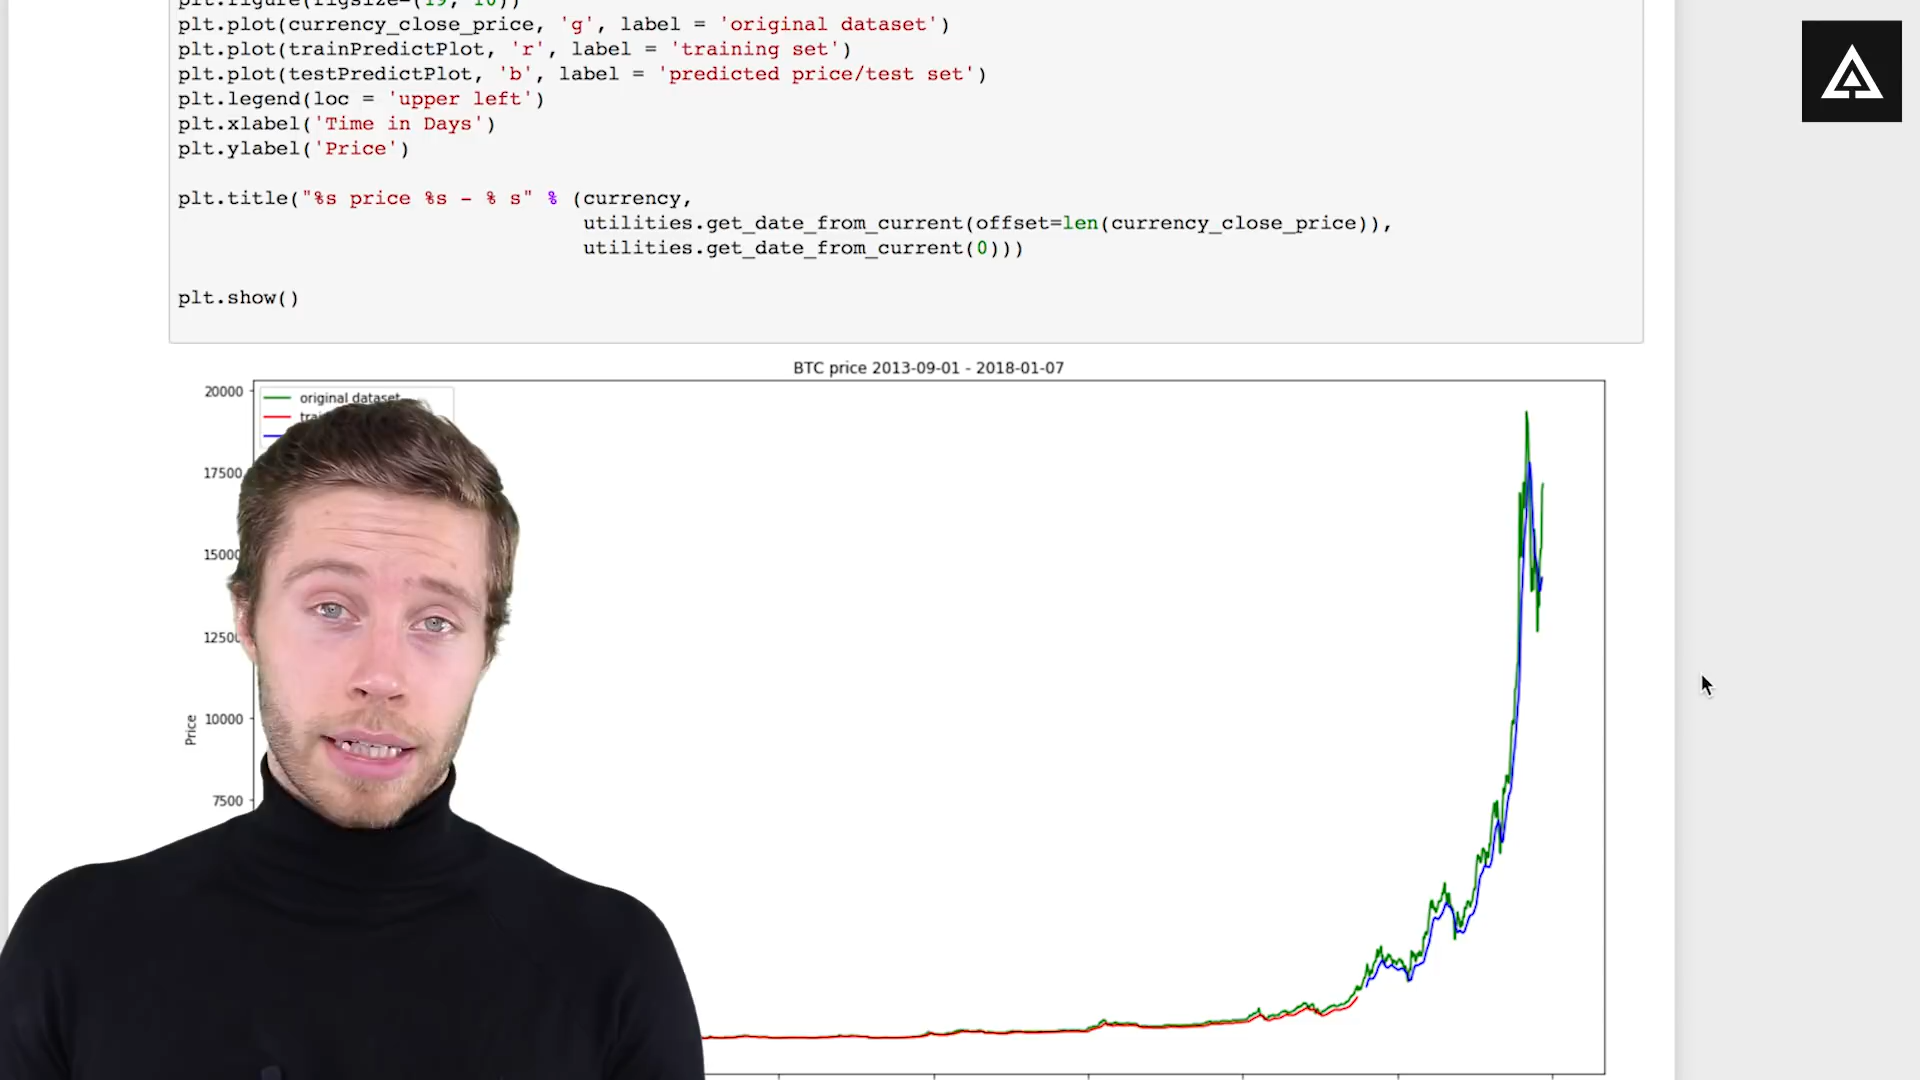 plt.plot(currency_close_price, 'g', label = 'original dataset')
plt.plot(trainPredictPlot, 'r', label = 'training set')
plt.plot(testPredictPlot, 'b', label = 'predicted price/test set')
plt.legend(loc = 'upper left')
plt.xlabel('Time in Days')
plt.ylabel('Price')
plt.title("%s price %s - % s" % (currency,
utilities.get_date_from_current(offset=len(currency_close_price)),
utilities.get_date_from_current(0)))
plt.show()
BTC price 2013-09-01 - 2018-01-07
20000
original dataset
17500
15000
12500
Price
10000
7500